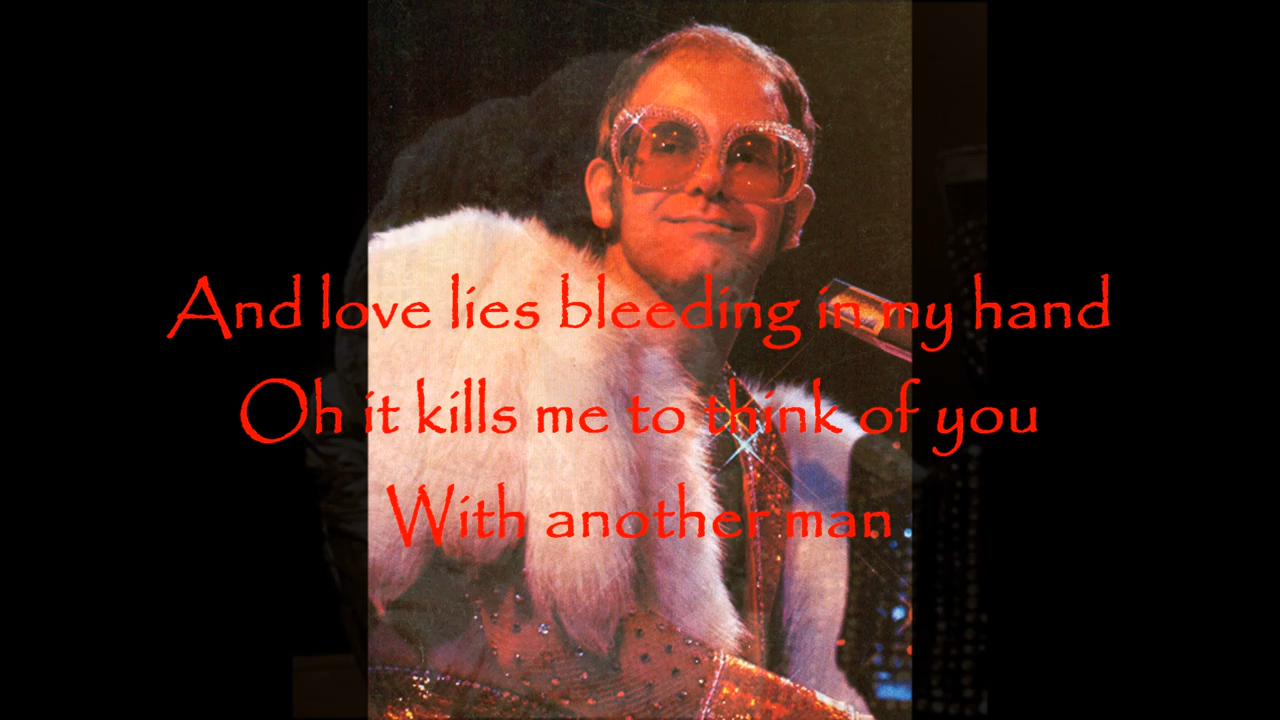 And love lies bleeding in my hand
Oh it kills me to think of you
With another man